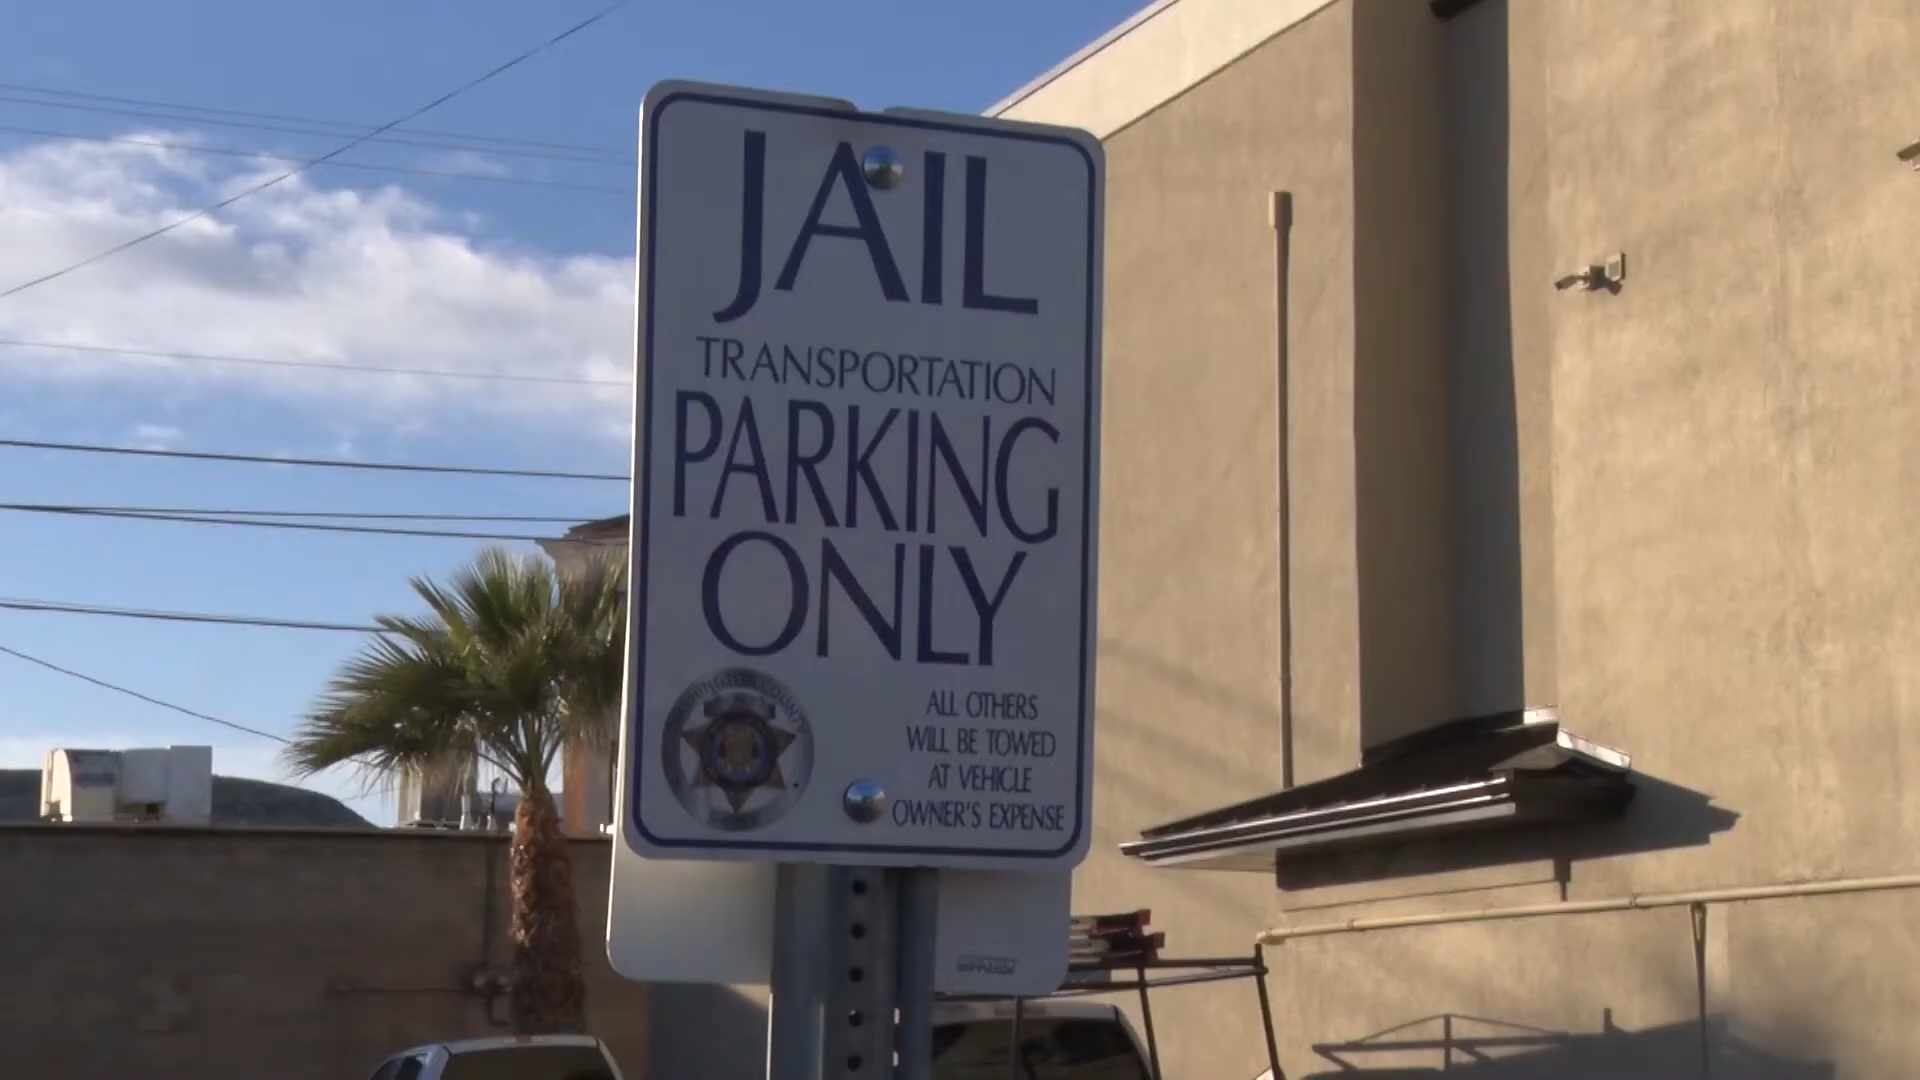 JAIL
TRANSPORTATION
PARKING
ONLY
ALL OTHERS
WILL BE TOWED
AT VEHICLE
OWNER'S EXPENSE